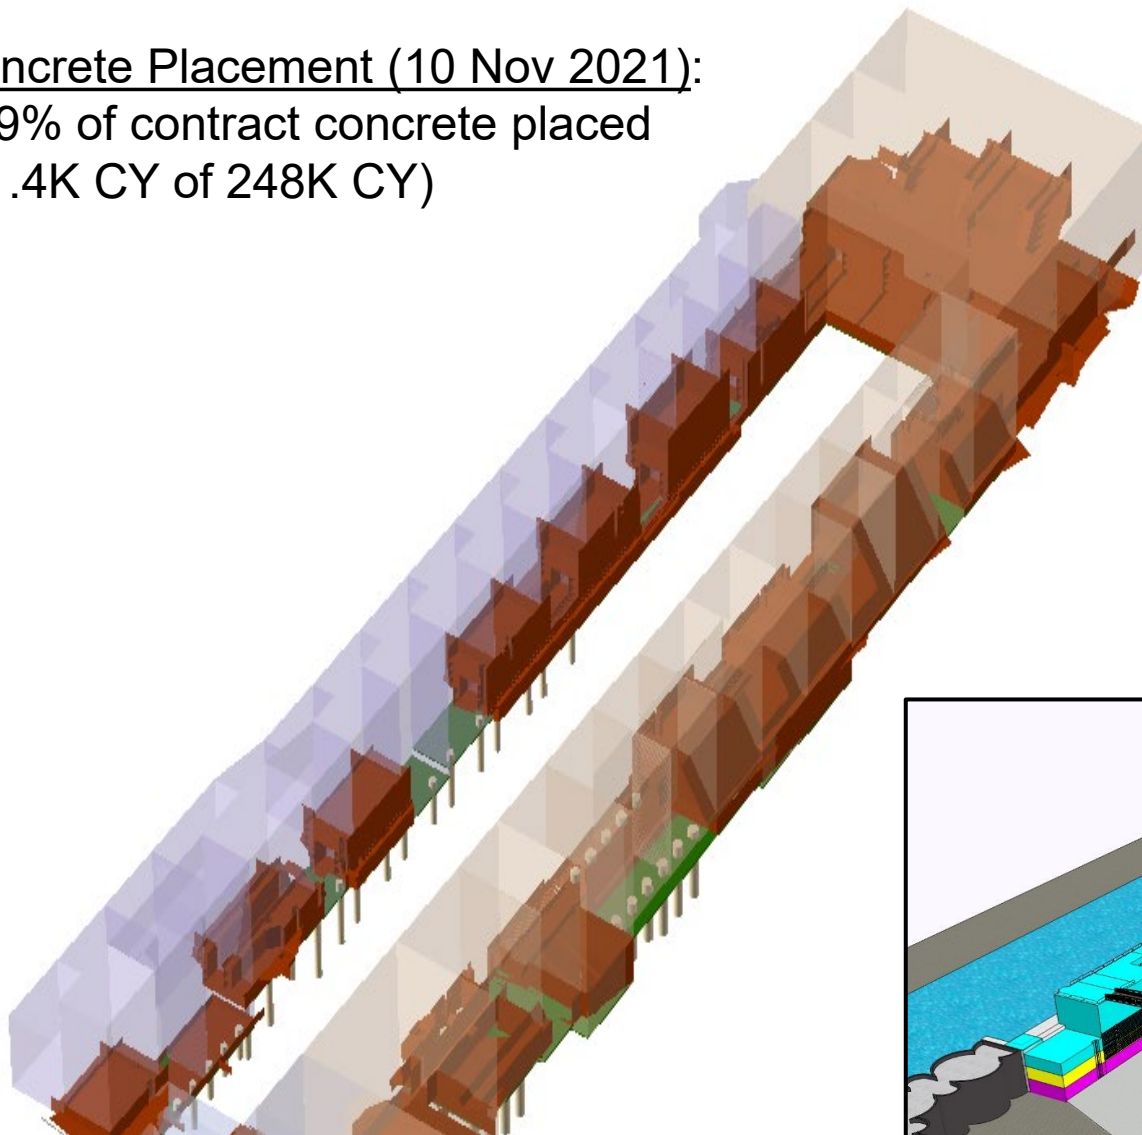 ncrete Placement (10 Nov 2021):
9% of contract concrete placed
.4K CY of 248K CY)